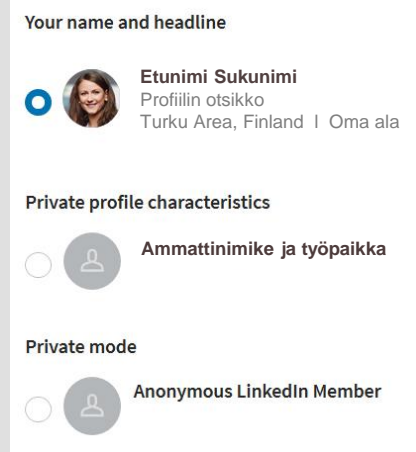 Your name and headline
Etunimi Sukunimi
Profiilin otsikko
Turku Area, Finland | Oma ala
Private profile characteristics
Ammattinimike ja työpaikka
Private mode
Anonymous LinkedIn Member